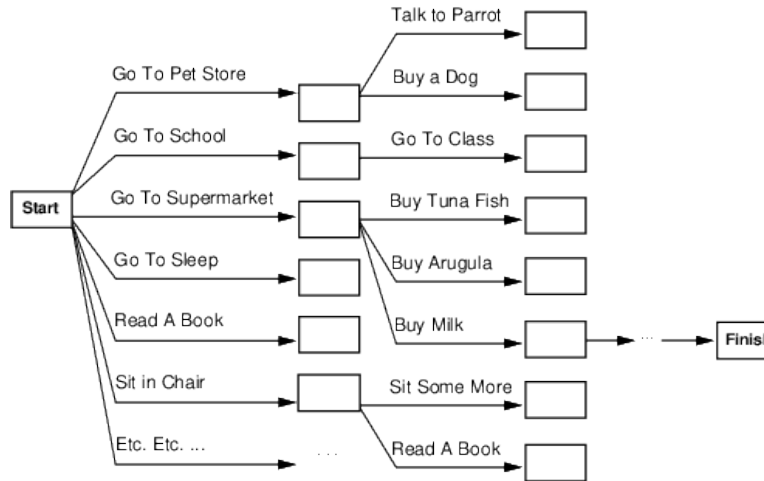 Talk to Parrot
Go To Pet Store
Buy a Dog
Go To School
Go To Class
Start
Go To Supermarket
Buy Tuna Fish
Go To Sleep
Buy Arugula
Read A Book
Buy Milk
...
Finish
Sit in Chair
Sit Some More
Etc. Etc. ...
...
Read A Book